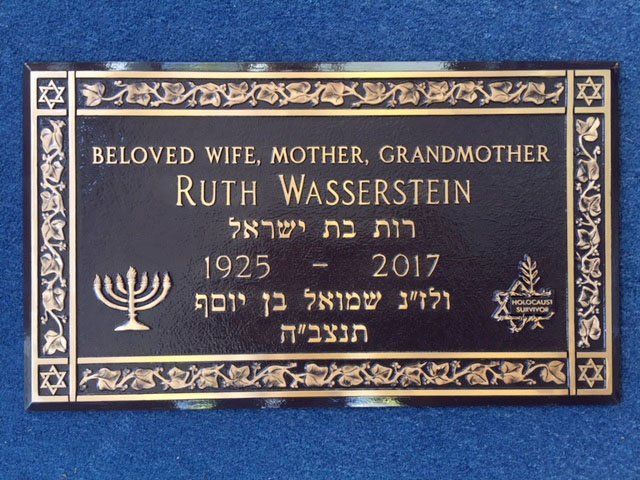 BELOVED WIFE, MOTHER, GRANDMOTHER
RUTH WASSERSTEIN
רות בת ישראל
1925 - 2017
ולז"נ שמואל בן יוסף
תנצב"ה
HOLOCAUST
SURVIVOR